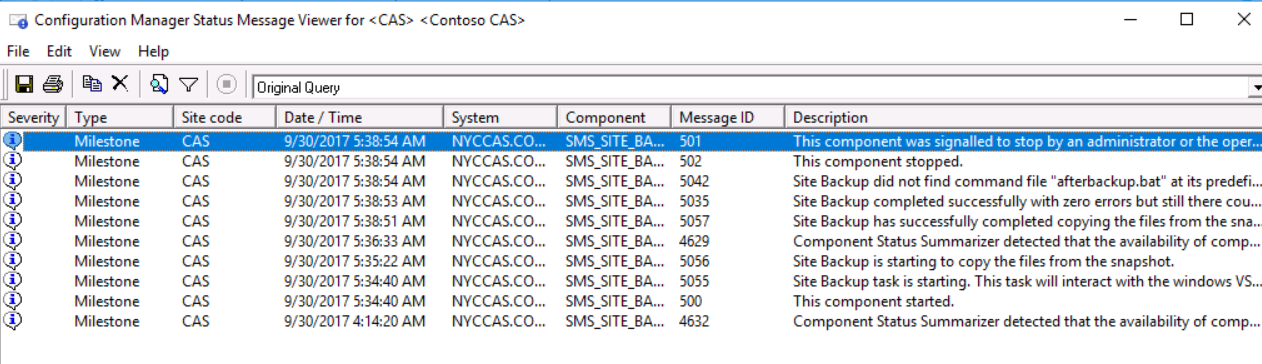 Configuration Manager Status Message Viewer for <CAS> <Contoso CAS>
File Edit View Help
Original Query
Severity Type Site code Date / Time System Component Message ID Description
Milestone CAS 9/30/2017 5:38:54 AM NYCCAS.CO... SMS_SITE_BA... 501 This component was signalled to stop by an administrator or the oper...
Milestone CAS 9/30/2017 5:38:54 AM NYCCAS.CO... SMS_SITE_BA... 502 This component stopped.
Milestone CAS 9/30/2017 5:38:54 AM NYCCAS.CO... SMS_SITE_BA... 5042 Site Backup did not find command file "afterbackup.bat" at its predefi...
Milestone CAS 9/30/2017 5:38:53 AM NYCCAS.CO... SMS_SITE_BA... 5035 Site Backup completed successfully with zero errors but still there cou...
Milestone CAS 9/30/2017 5:38:51 AM NYCCAS.CO... SMS_SITE_BA... 5057 Site Backup has successfully completed copying the files from the sna...
Milestone CAS 9/30/2017 5:36:33 AM NYCCAS.CO... SMS_SITE_BA... 4629 Component Status Summarizer detected that the availability of comp...
Milestone CAS 9/30/2017 5:35:22 AM NYCCAS.CO... SMS_SITE_BA... 5056 Site Backup is starting to copy the files from the snapshot.
Milestone CAS 9/30/2017 5:34:40 AM NYCCAS.CO... SMS_SITE_BA... 5055 Site Backup task is starting. This task will interact with the windows VS...
Milestone CAS 9/30/2017 5:34:40 AM NYCCAS.CO... SMS_SITE_BA... 500 This component started.
Milestone CAS 9/30/2017 4:14:20 AM NYCCAS.CO... SMS_SITE_BA... 4632 Component Status Summarizer detected that the availability of comp...